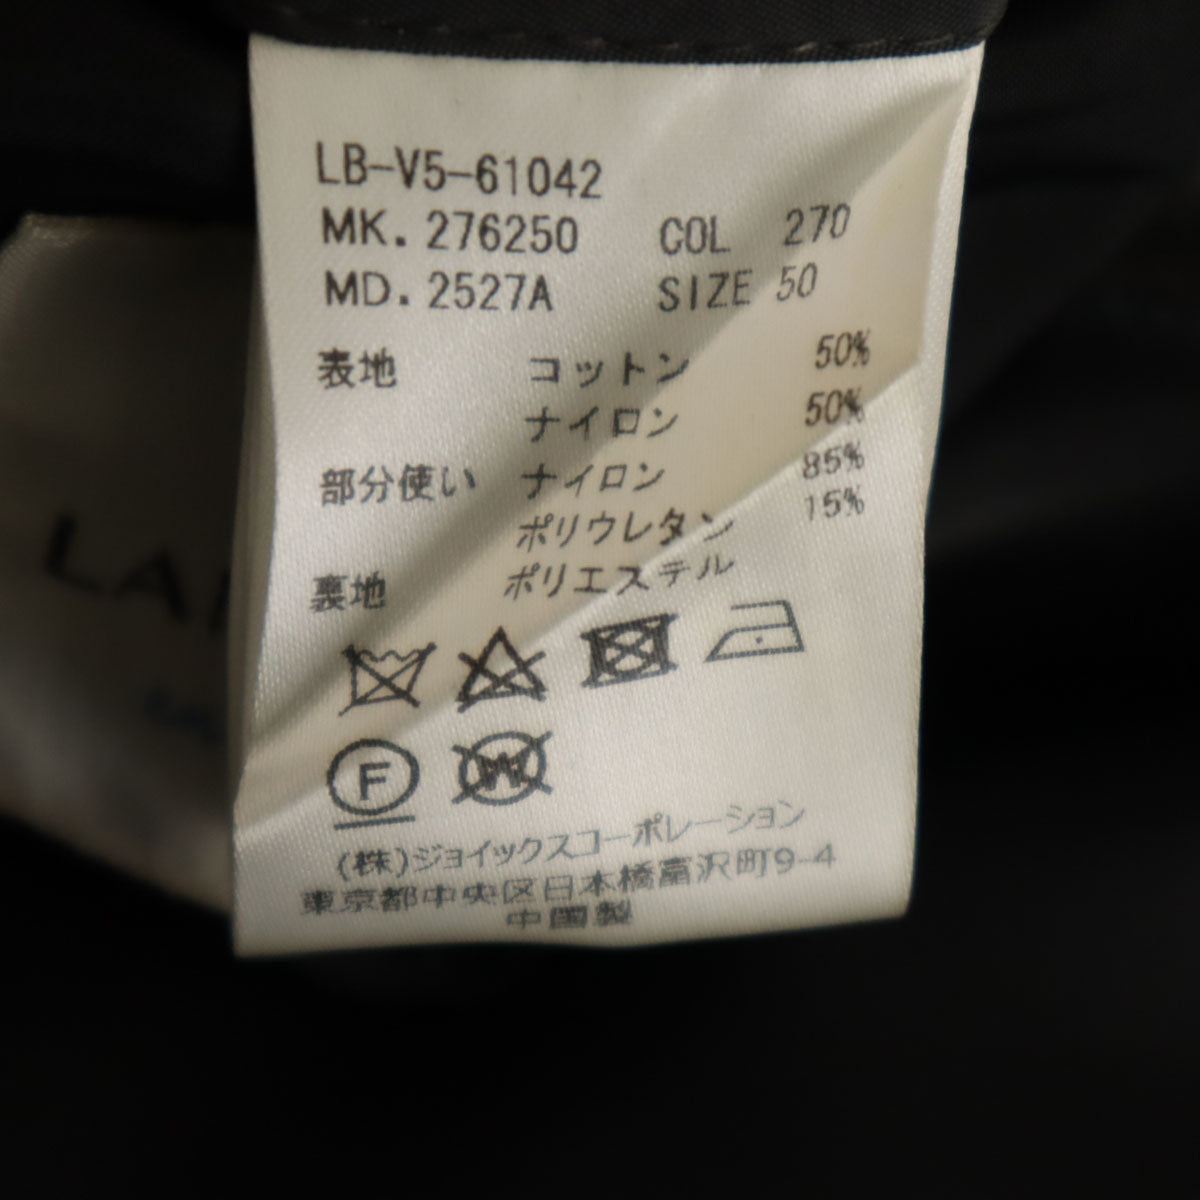 LB-V5-61042
MK. 276250 COL 270
MD. 2527A SIZE 50
表地 コットン 50%
ナイロン 50%
部分使い ナイロン 85%
ポリウレタン 15%
裏地 ポリエステル
F W
(株)ジョイックスコーポレーション
東京都中央区日本橋富沢町9-4
中国製